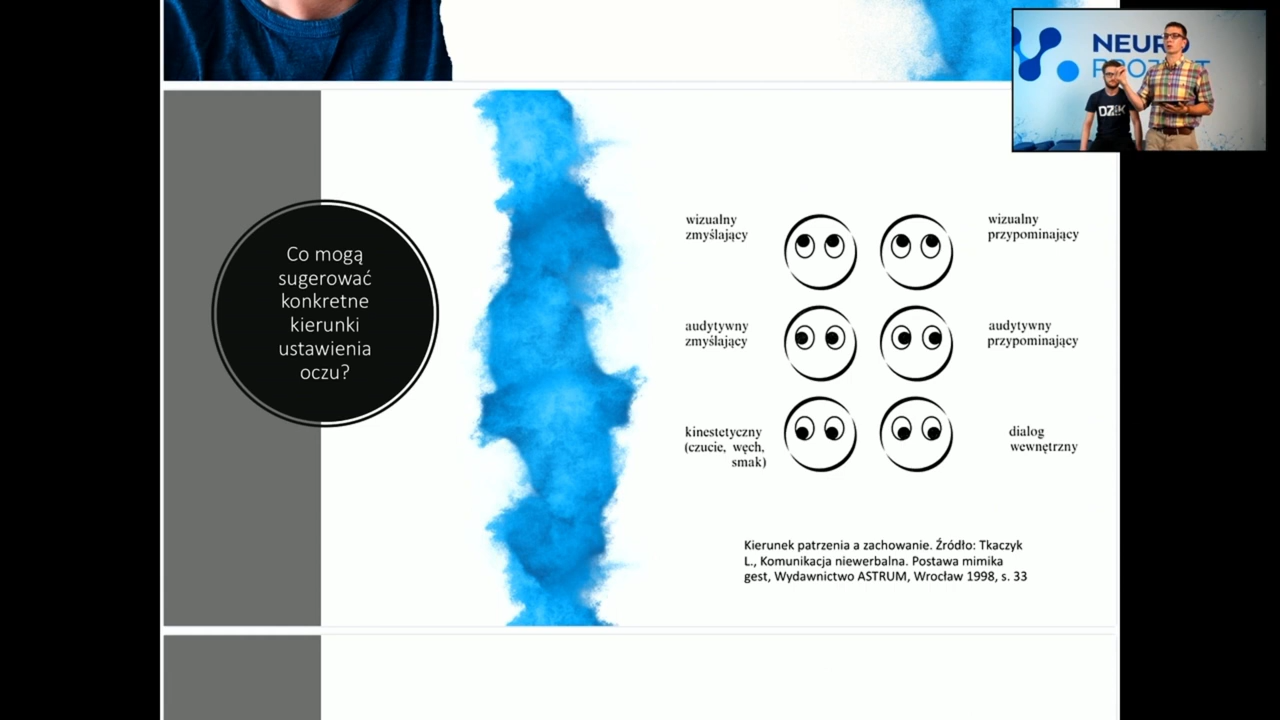 NEURO
DZIK
Co mogą
sugerować
konkretne
kierunki
ustawienia
oczu?
wizualny
zmyślający
wizualny
przypominający
audytywny
zmyślający
audytywny
przypominający
kinestetyczny
(czucie, węch,
smak)
dialog
wewnętrzny
Kierunek patrzenia a zachowanie. Źródło: Tkaczyk
L., Komunikacja niewerbalna. Postawa mimika
gest, Wydawnictwo ASTRUM, Wrocław 1998, s. 33